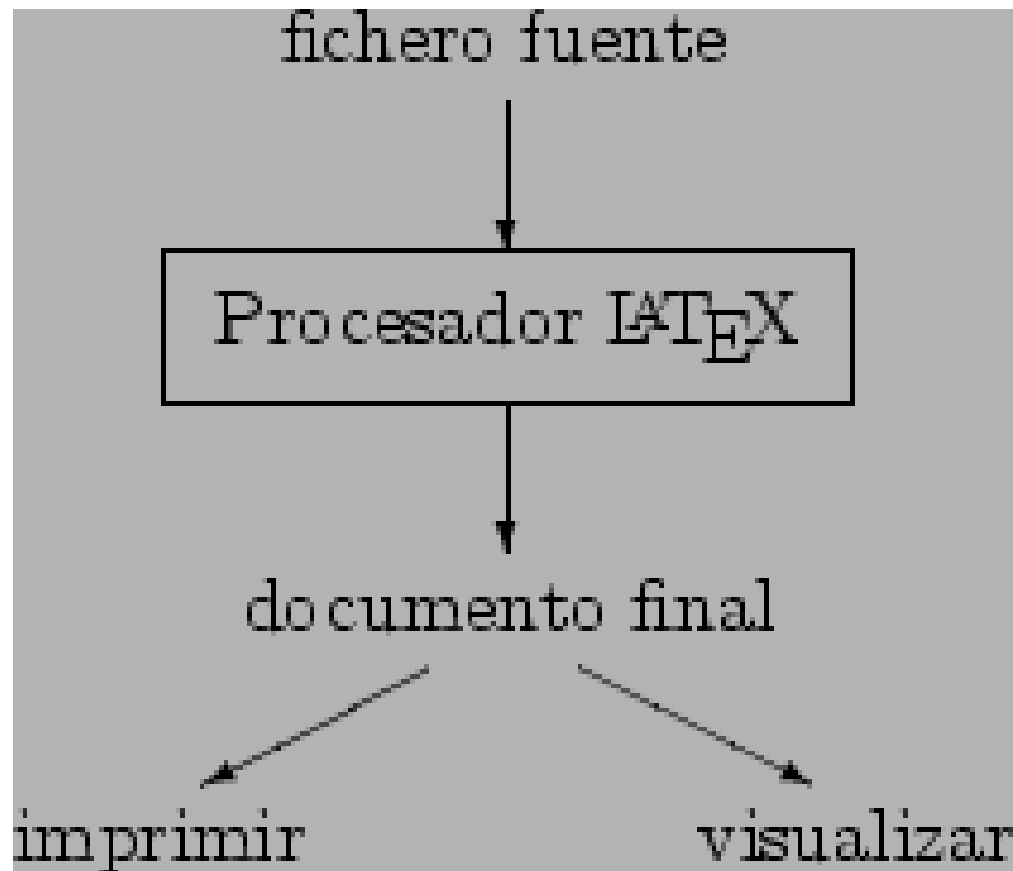 fichero fuente
Procesador LATEX
documento final
imprimir visualizar